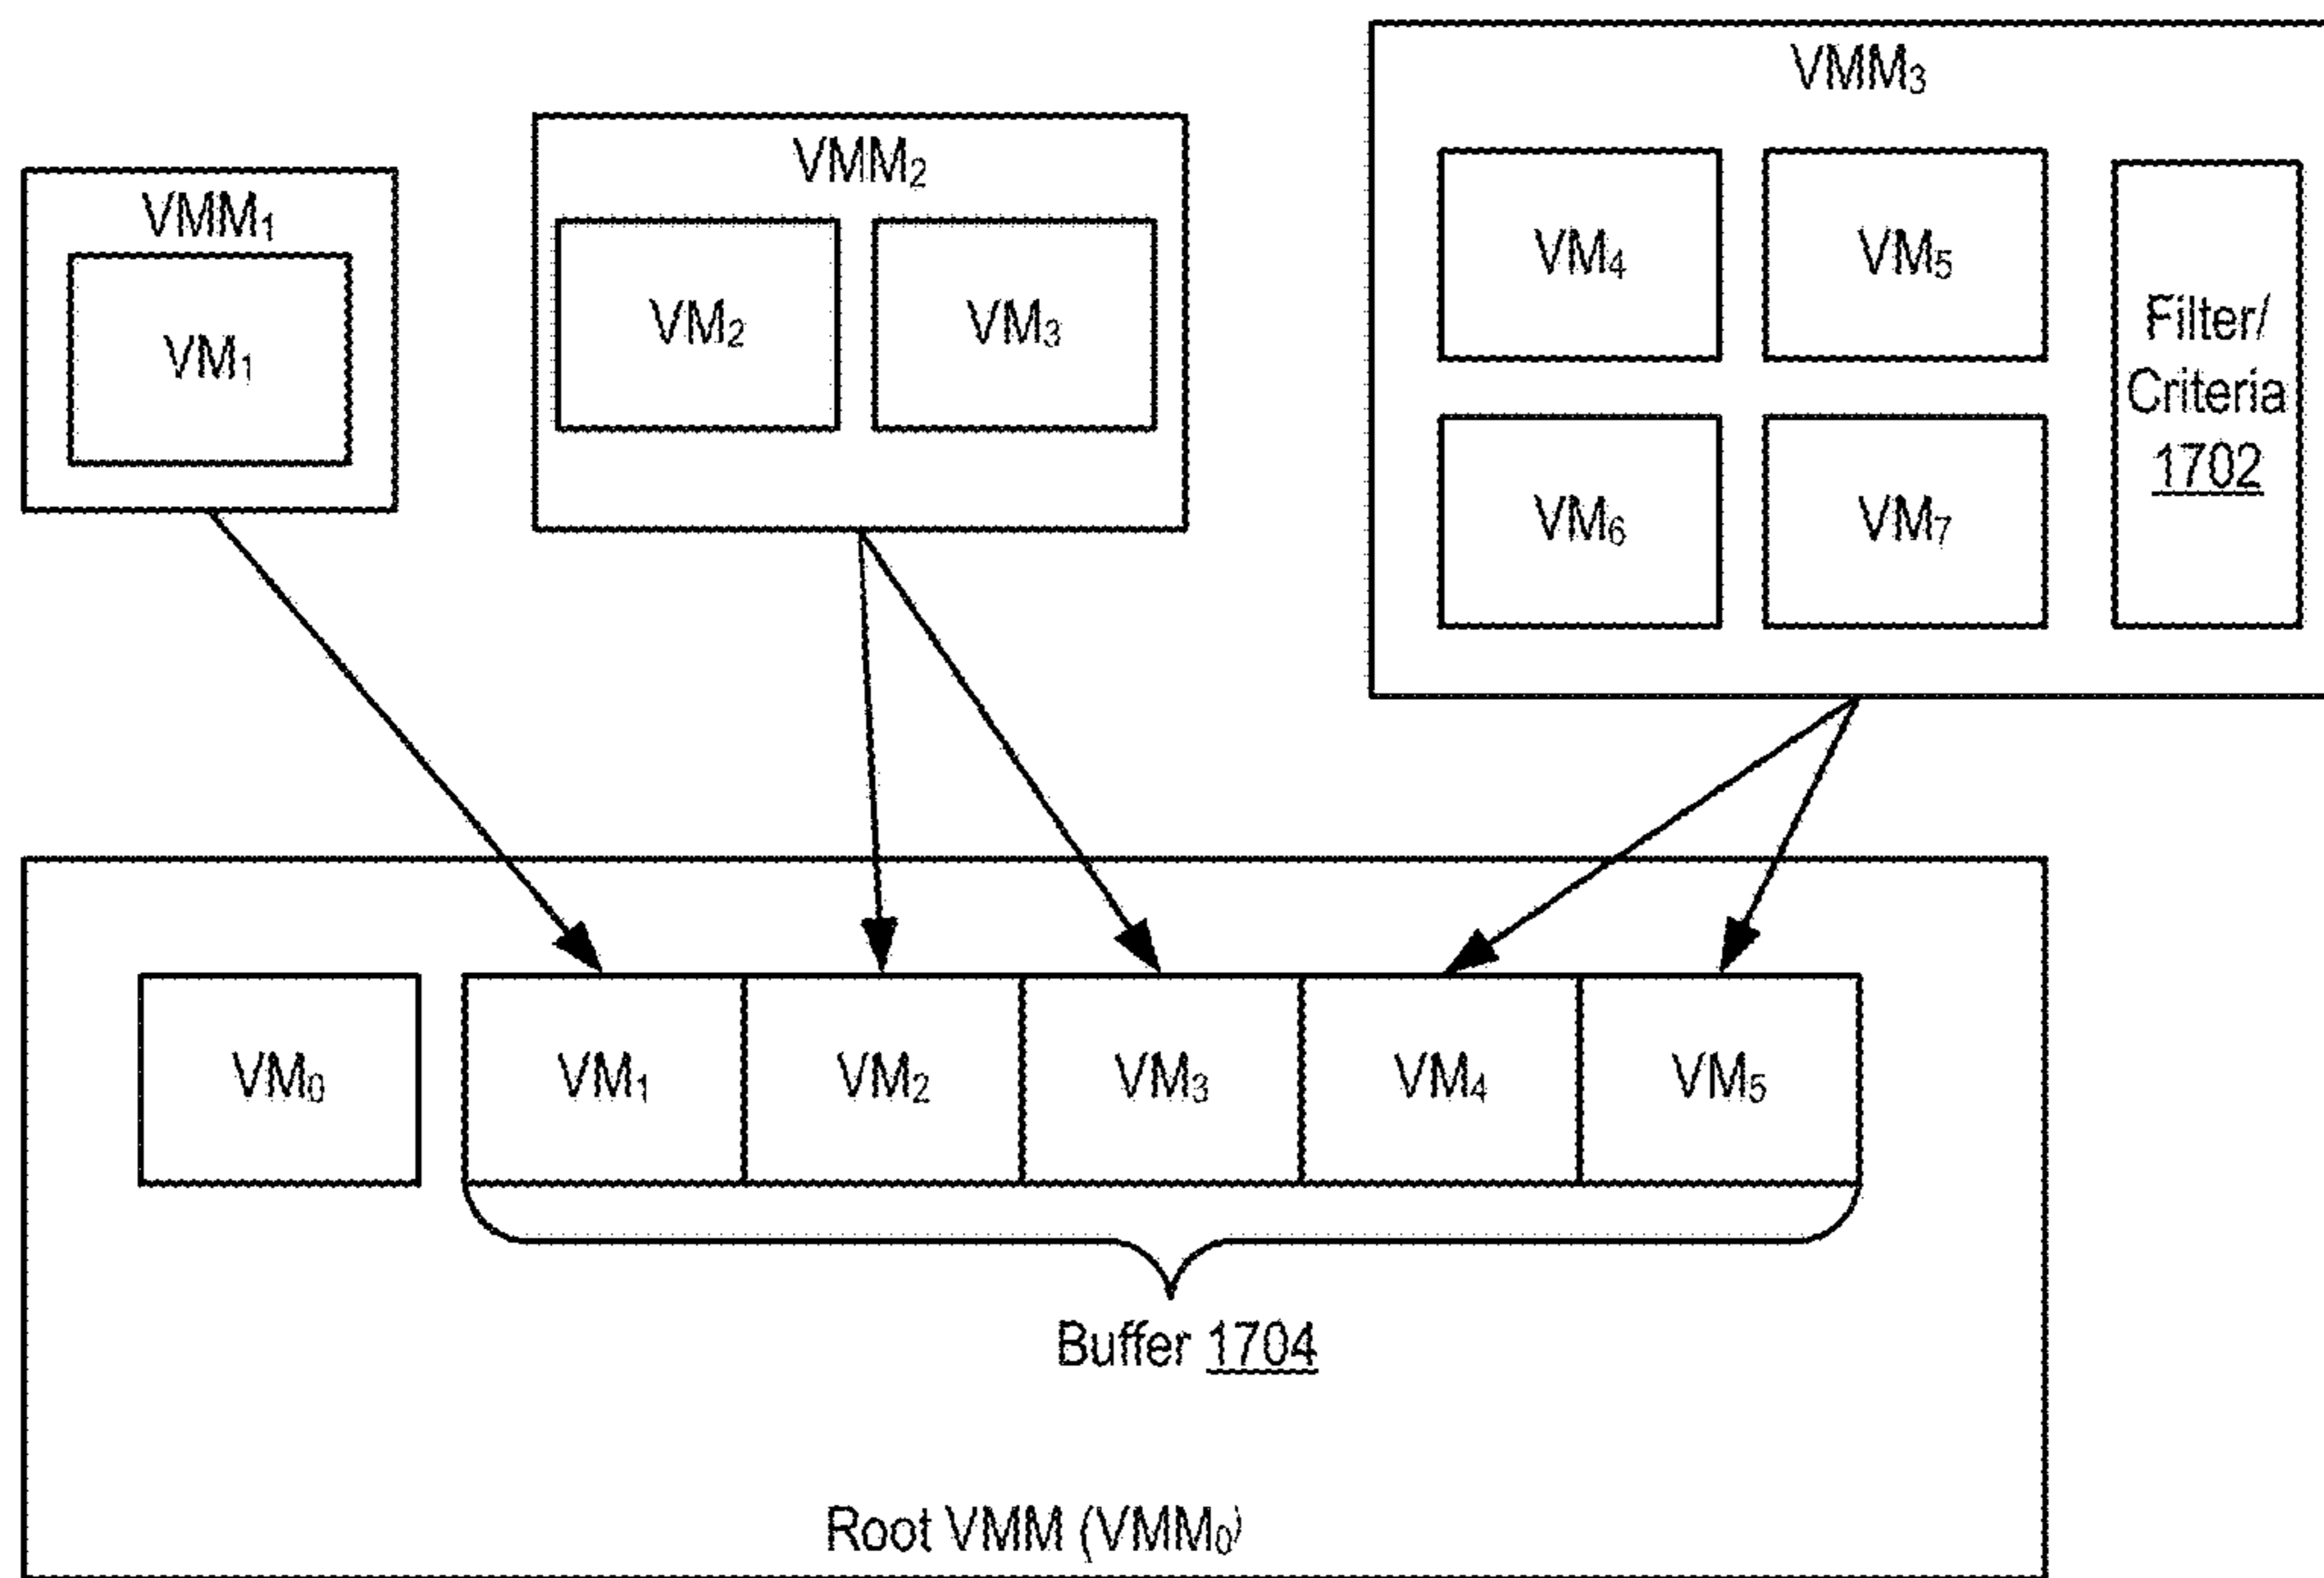 VMM₁
VM₁
VMM₂
VM₂
VM₃
VMM₃
VM₄
VM₅
VM₆
VM₇
Filter/
Criteria
1702
VM₀
VM₁
VM₂
VM₃
VM₄
VM₅
Buffer 1704
Root VMM (VMM₀)